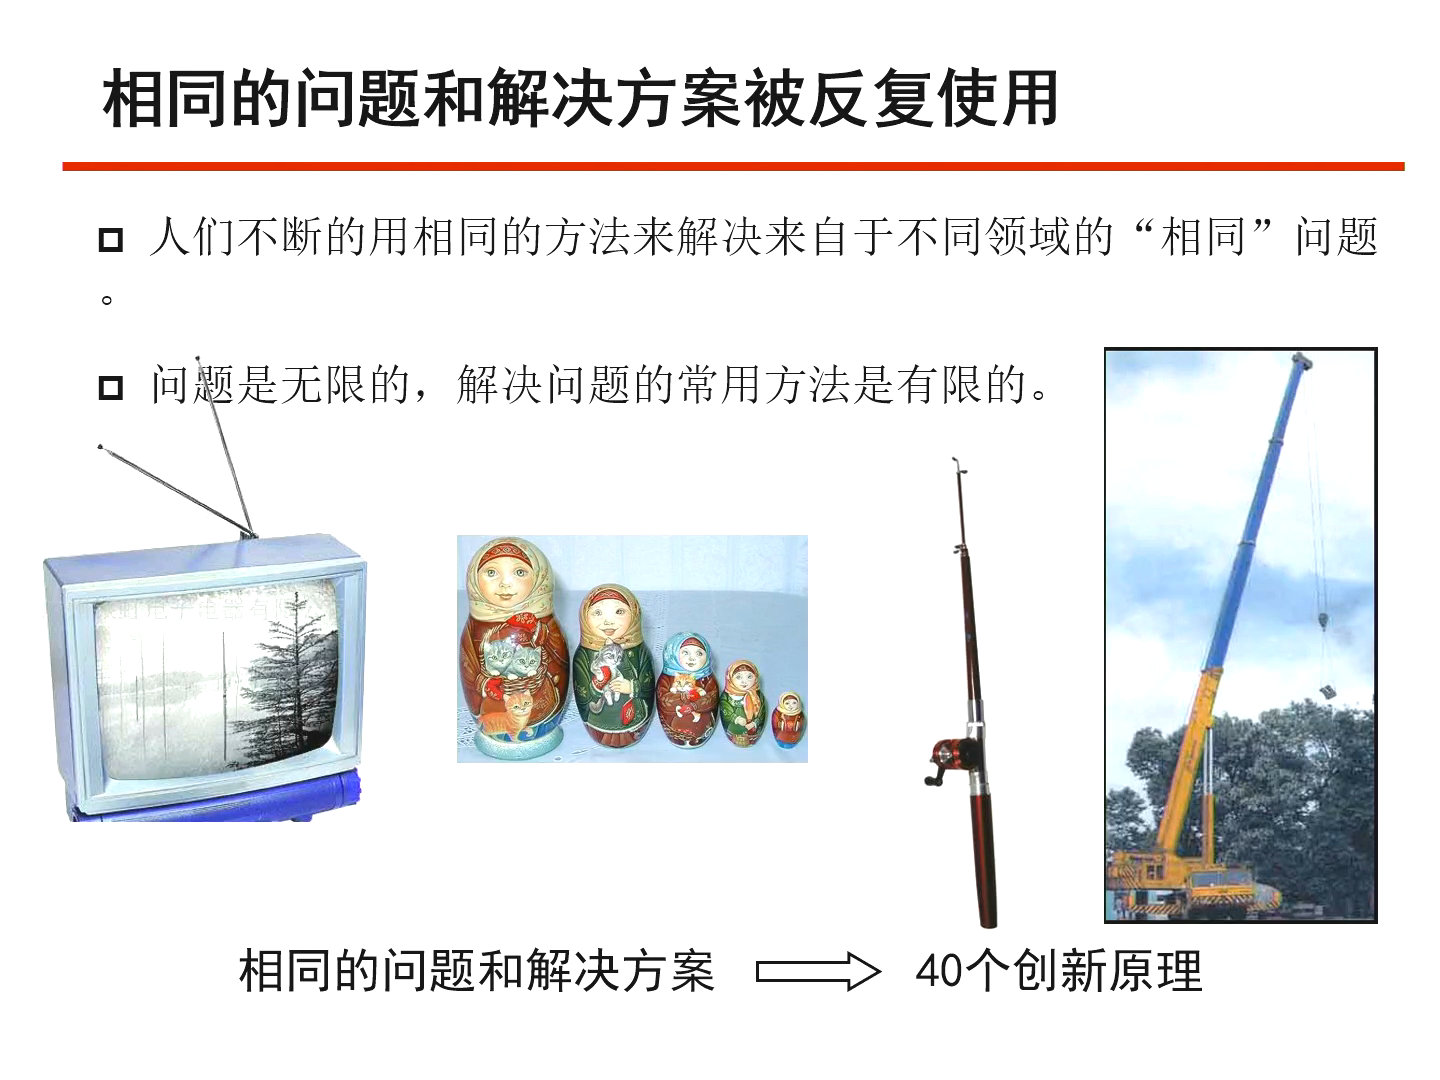 相同的问题和解决方案被反复使用
人们不断的用相同的方法来解决来自于不同领域的“相同”问题
。
问题是无限的，解决问题的常用方法是有限的。
相同的问题和解决方案
40个创新原理